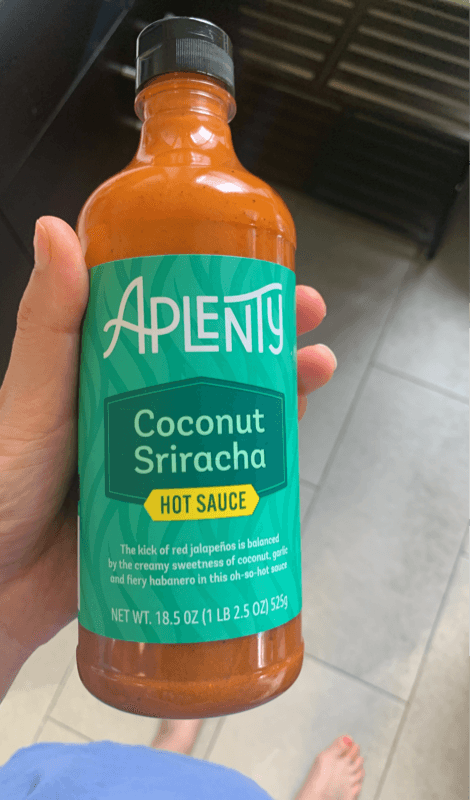 APLENTY
Coconut
Sriracha
HOT SAUCE
The kick of red jalapeños is balanced
by the creamy sweetness of coconut, garlic
and fiery habanero in this oh-so-hot sauce
NET WT. 18.5 OZ (1 LB 2.5 OZ) 525g